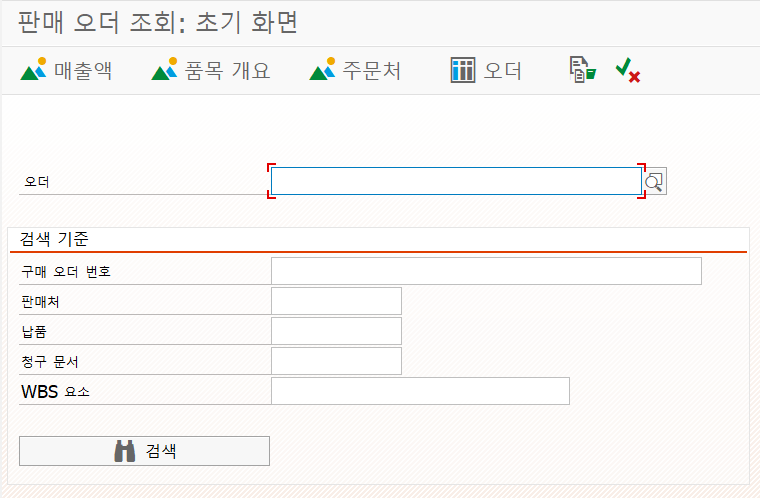 판매 오더 조회: 초기 화면
매출액 품목 개요 주문처 오더
오더
검색 기준
구매 오더 번호
판매처
납품
청구 문서
WBS 요소
검색